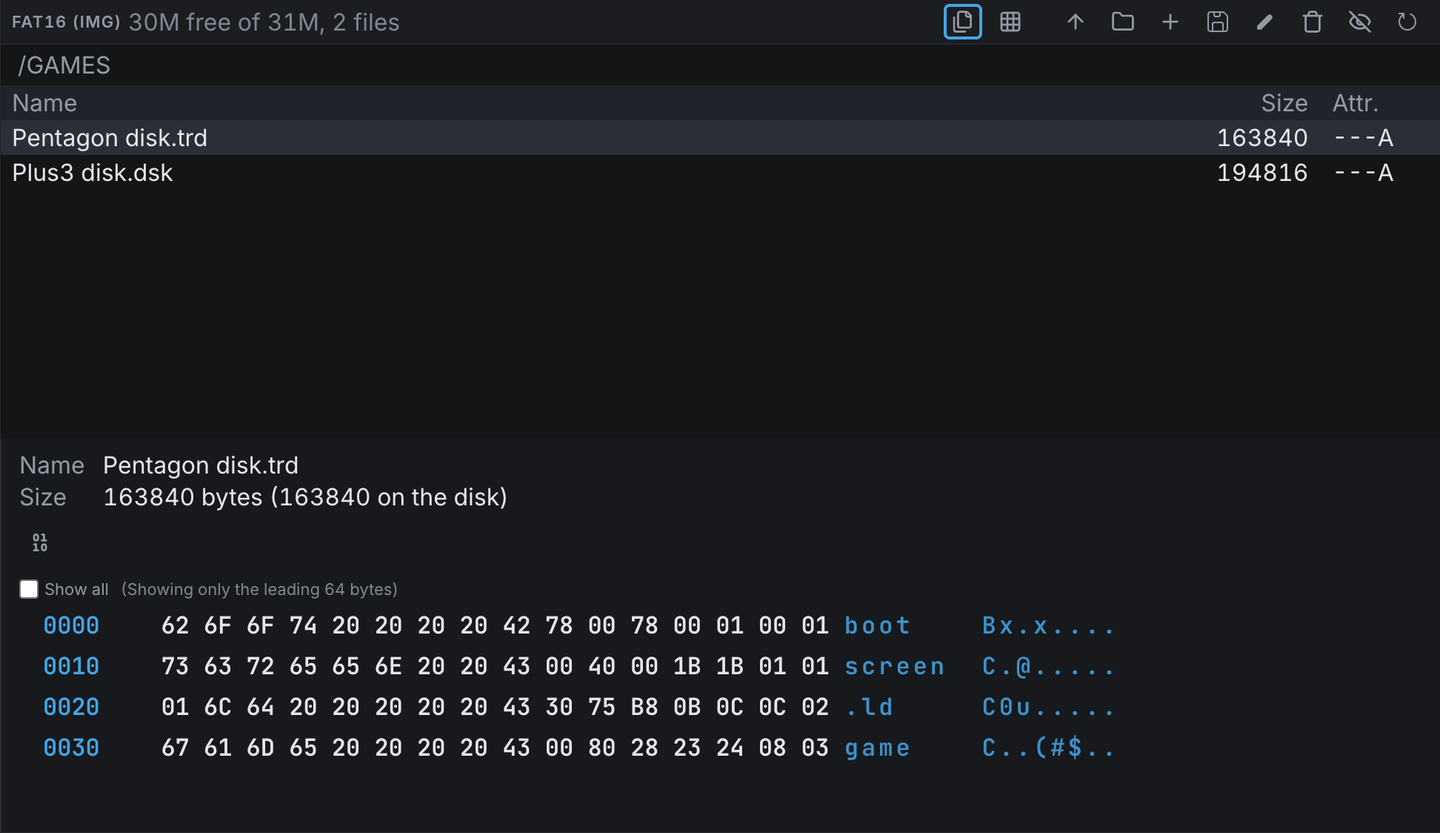 FAT16 (IMG) 30M free of 31M, 2 files
/GAMES
Name Size Attr.
Pentagon disk.trd 163840 ---A
Plus3 disk.dsk 194816 ---A
Name Pentagon disk.trd
Size 163840 bytes (163840 on the disk)
01
10
Show all (Showing only the leading 64 bytes)
0000 62 6F 6F 74 20 20 20 20 42 78 00 78 00 01 00 01 boot    Bx.x....
0010 73 63 72 65 65 6E 20 20 43 00 40 00 1B 1B 01 01 screen  C.@.....
0020 01 6C 64 20 20 20 20 20 43 30 75 B8 0B 0C 0C 02 .ld     C0u.....
0030 67 61 6D 65 20 20 20 20 43 00 80 28 23 24 08 03 game    C..(#$..